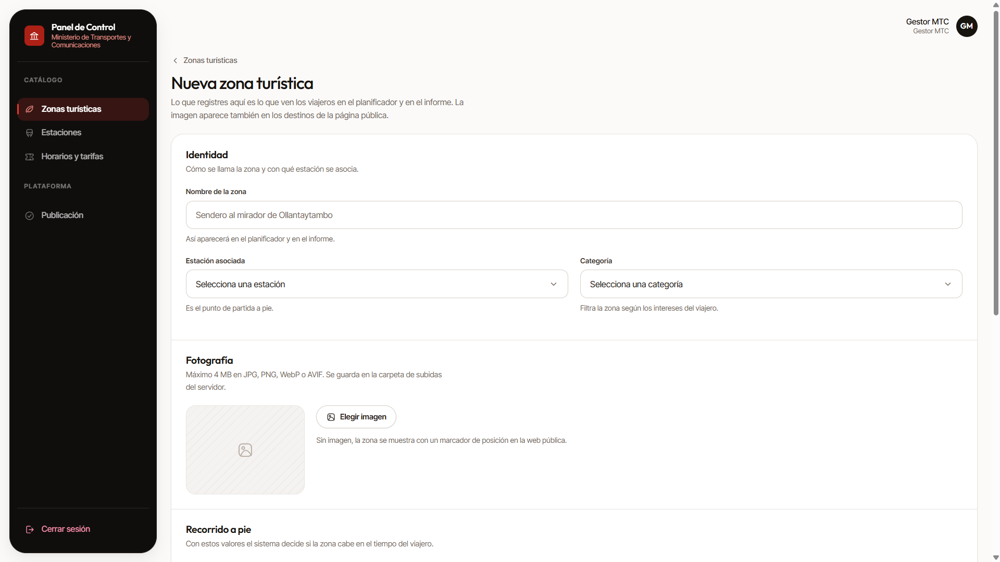 Panel de Control
Ministerio de Transportes y
Comunicaciones
CATÁLOGO
Zonas turísticas
Estaciones
Horarios y tarifas
PLATAFORMA
Publicación
Cerrar sesión
Gestor MTC
Gestor MTC
GM
Zonas turísticas
Nueva zona turística
Lo que registres aquí es lo que ven los viajeros en el planificador y en el informe. La
imagen aparece también en los destinos de la página pública.
Identidad
Cómo se llama la zona y con qué estación se asocia.
Nombre de la zona
Sendero al mirador de Ollantaytambo
Así aparecerá en el planificador y en el informe.
Estación asociada
Selecciona una estación
Es el punto de partida a pie.
Categoría
Selecciona una categoría
Filtra la zona según los intereses del viajero.
Fotografía
Máximo 4 MB en JPG, PNG, WebP o AVIF. Se guarda en la carpeta de subidas
del servidor.
Elegir imagen
Sin imagen, la zona se muestra con un marcador de posición en la web pública.
Recorrido a pie
Con estos valores el sistema decide si la zona cabe en el tiempo del viajero.